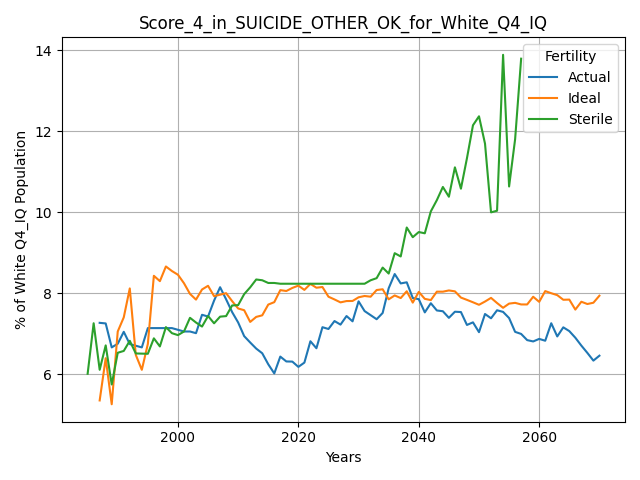 Score_4_in_SUICIDE_OTHER_OK_for_White_Q4_IQ
% of White Q4_IQ Population
14
12
10
8
6
Fertility
Actual
Ideal
Sterile
2000
2020
2040
2060
Years